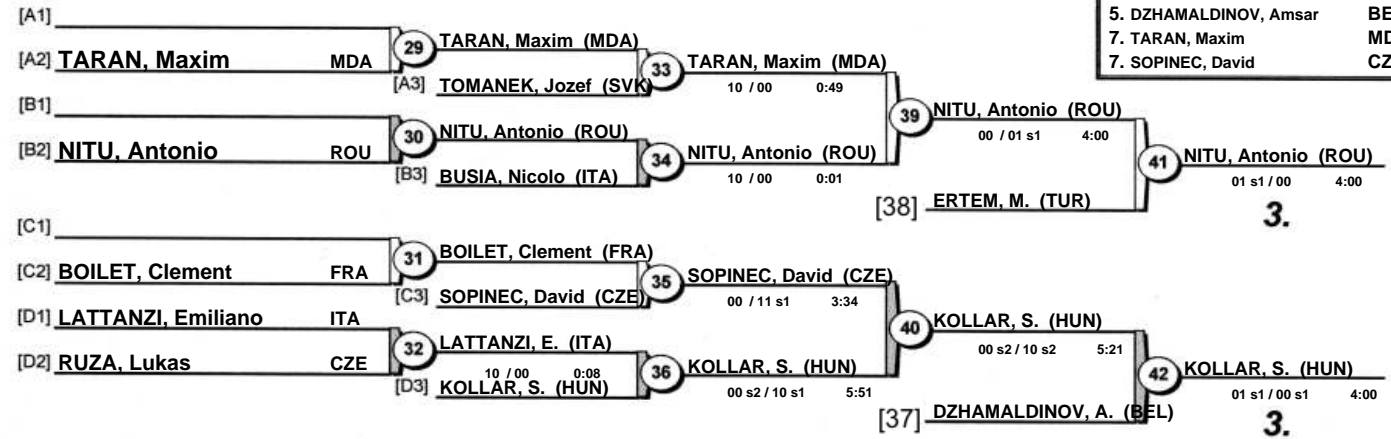 [A1]
[A2] TARAN, Maxim MDA
29
TARAN, Maxim (MDA)
[A3] TOMANEK, Jozef (SVK)
33
TARAN, Maxim (MDA)
10 / 00 0:49
[B1]
[B2] NITU, Antonio ROU
30
NITU, Antonio (ROU)
[B3] BUSIA, Nicolo (ITA)
34
NITU, Antonio (ROU)
10 / 00 0:01
39
NITU, Antonio (ROU)
00 / 01 s1 4:00
[38] ERTEM, M. (TUR)
41
NITU, Antonio (ROU)
01 s1 / 00 4:00
3.
[C1]
[C2] BOILET, Clement FRA
31
BOILET, Clement (FRA)
[C3] SOPINEC, David (CZE)
35
SOPINEC, David (CZE)
00 / 11 s1 3:34
[D1] LATTANZI, Emiliano ITA
[D2] RUZA, Lukas CZE
32
LATTANZI, E. (ITA)
10 / 00 0:08
[D3] KOLLAR, S. (HUN)
36
KOLLAR, S. (HUN)
00 s2 / 10 s1 5:51
40
KOLLAR, S. (HUN)
00 s2 / 10 s2 5:21
[37] DZHAMALDINOV, A. (BEL)
42
KOLLAR, S. (HUN)
01 s1 / 00 s1 4:00
3.
5. DZHAMALDINOV, Amsar
7. TARAN, Maxim
7. SOPINEC, David